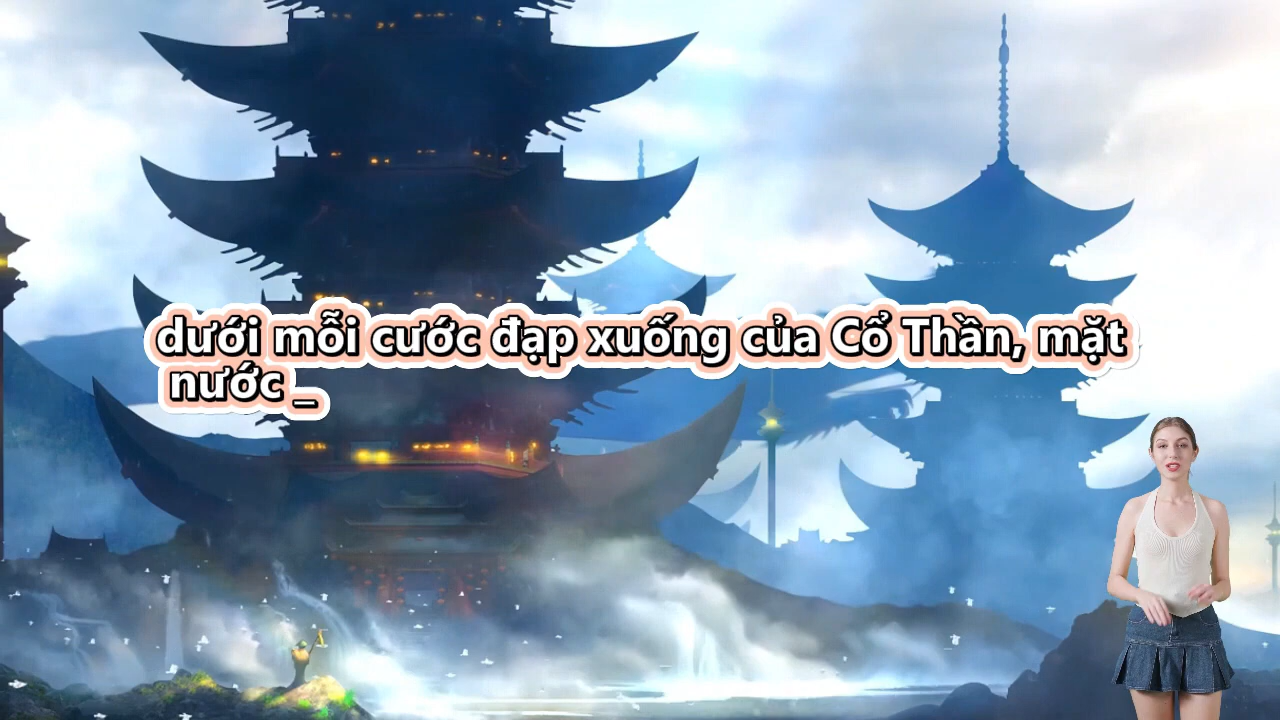 dưới mỗi cước đạp xuống của Cổ Thần, mặt
nước _